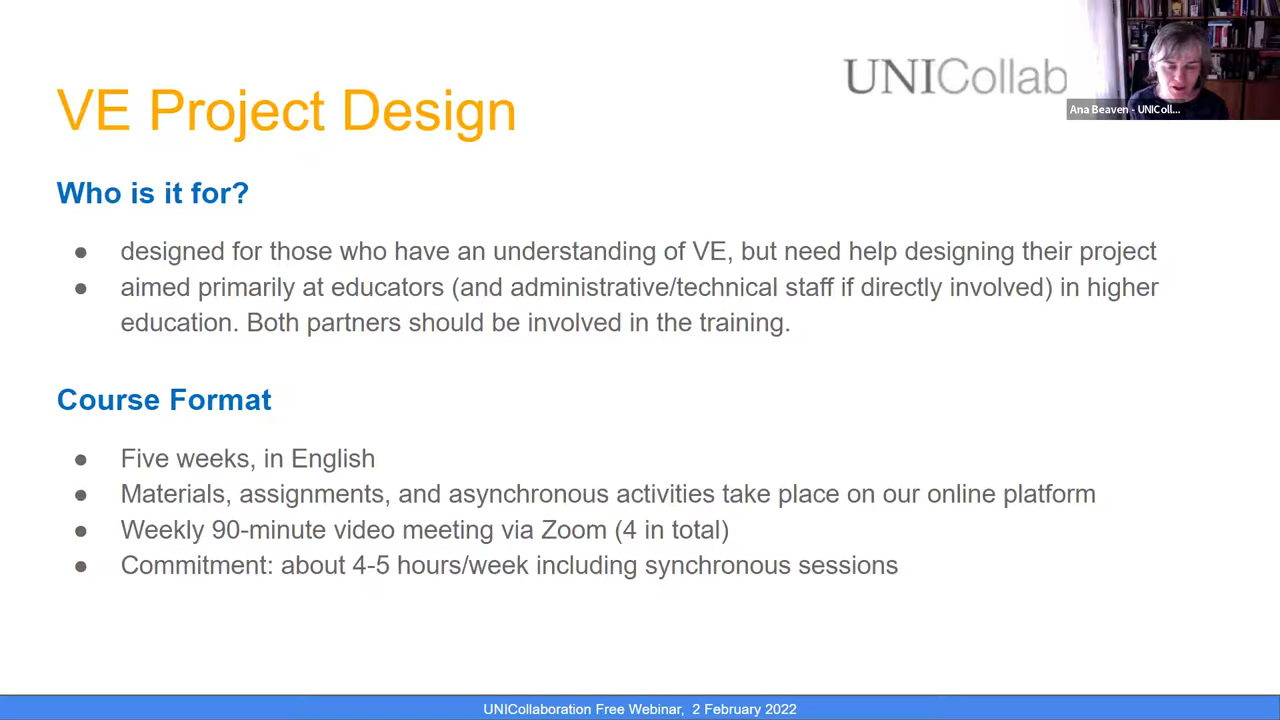 UNICollab
Ana Beaven - UNIColl...
VE Project Design
Who is it for?
● designed for those who have an understanding of VE, but need help designing their project
● aimed primarily at educators (and administrative/technical staff if directly involved) in higher
education. Both partners should be involved in the training.
Course Format
● Five weeks, in English
● Materials, assignments, and asynchronous activities take place on our online platform
● Weekly 90-minute video meeting via Zoom (4 in total)
● Commitment: about 4-5 hours/week including synchronous sessions
UNICollaboration Free Webinar, 2 February 2022